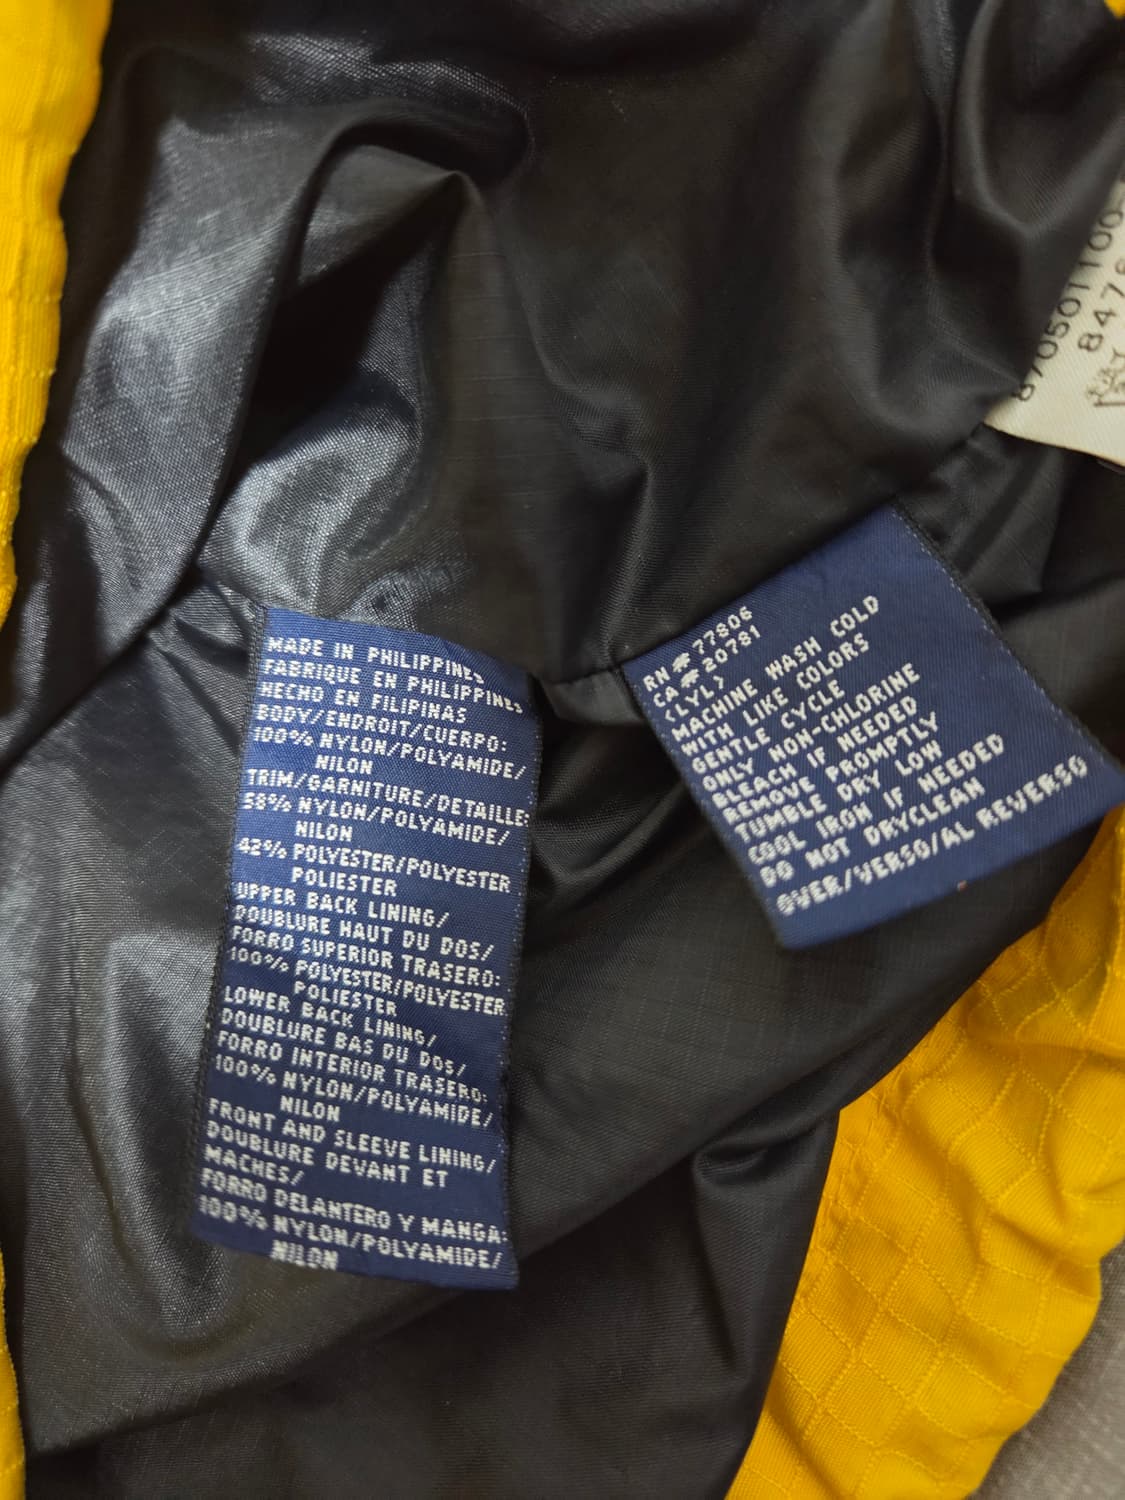 MADE IN PHILIPPINES
FABRIQUE EN PHILIPPINES
HECHO EN FILIPINAS
BODY/ENDROIT/CUERPO:
100% NYLON/POLYAMIDE/
NILON
TRIM/GARNITURE/DETAILLE:
58% NYLON/POLYAMIDE/
NILON
42% POLYESTER/POLYESTER
POLIESTER
UPPER BACK LINING/
DOUBLURE HAUT DU DOS/
FORRO SUPERIOR TRASERO:
100% POLYESTER/POLYESTER
POLIESTER
LOWER BACK LINING/
DOUBLURE BAS DU DOS/
FORRO INTERIOR TRASERO:
100% NYLON/POLYAMIDE/
NILON
FRONT AND SLEEVE LINING/
DOUBLURE DEVANT ET
MACHES/
FORRO DELANTERO Y MANGA:
100% NYLON/POLYAMIDE/
NILON
RN # 77806
CA # 20781
(LYL)
MACHINE WASH COLD
WITH LIKE COLORS
GENTLE CYCLE
ONLY NON-CHLORINE
BLEACH IF NEEDED
REMOVE PROMPTLY
TUMBLE DRY LOW
COOL IRON IF NEEDED
DO NOT DRYCLEAN
OVER/VERSO/AL REVERSO